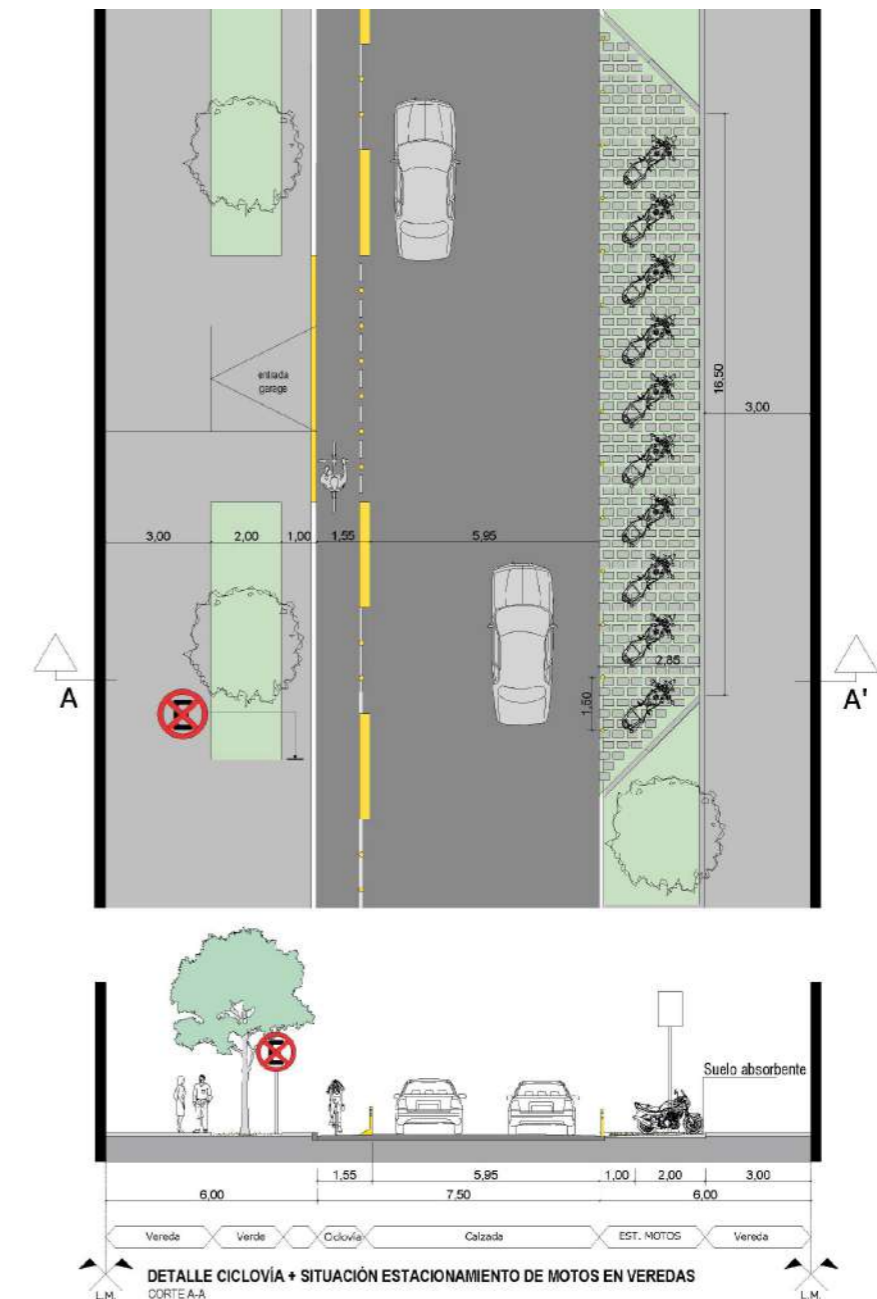 entrada
garage
16.50
3,00
3,00 2,00 1,00 1,55 5,95
2,85
1,50
A A'
Suelo absorbente
1,55 5,95 1,00 2,00 3,00
6,00 7,50 6,00
Vereda Verde Ciclovía Calzada EST. MOTOS Vereda
DETALLE CICLOVÍA + SITUACIÓN ESTACIONAMIENTO DE MOTOS EN VEREDAS
L.M. CORTE A-A L.M.